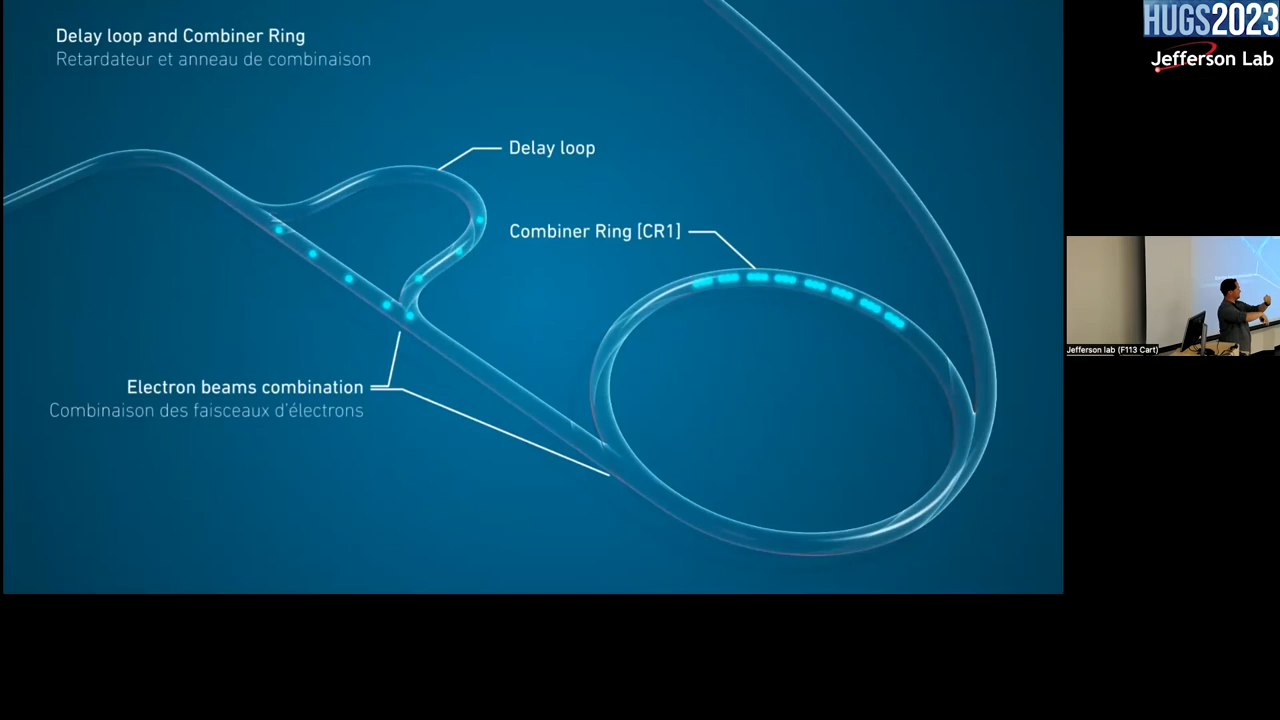 Delay loop and Combiner Ring
Retardateur et anneau de combinaison
HUGS2023
Jefferson Lab
Delay loop
Combiner Ring [CR1]
Electron beams combination
Combinaison des faisceaux d'électrons
Jefferson lab (F113 Cart)